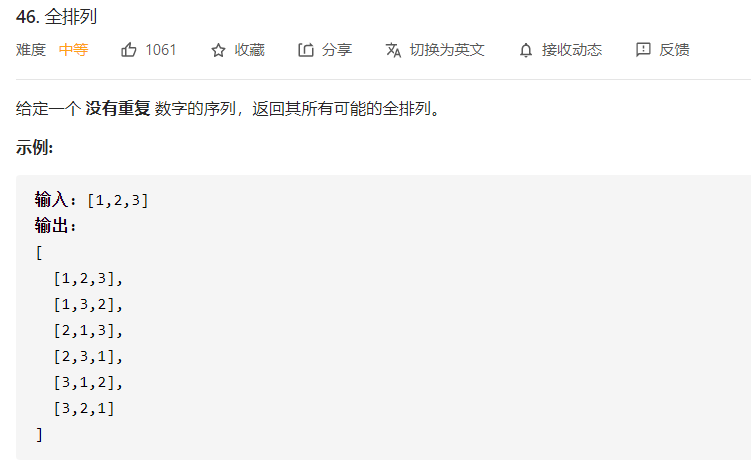 46. 全排列
难度 中等 1061 收藏 分享 切换为英文 接收动态 反馈
给定一个 没有重复 数字的序列，返回其所有可能的全排列。
示例:
输入: [1,2,3]
输出:
[
  [1,2,3],
  [1,3,2],
  [2,1,3],
  [2,3,1],
  [3,1,2],
  [3,2,1]
]